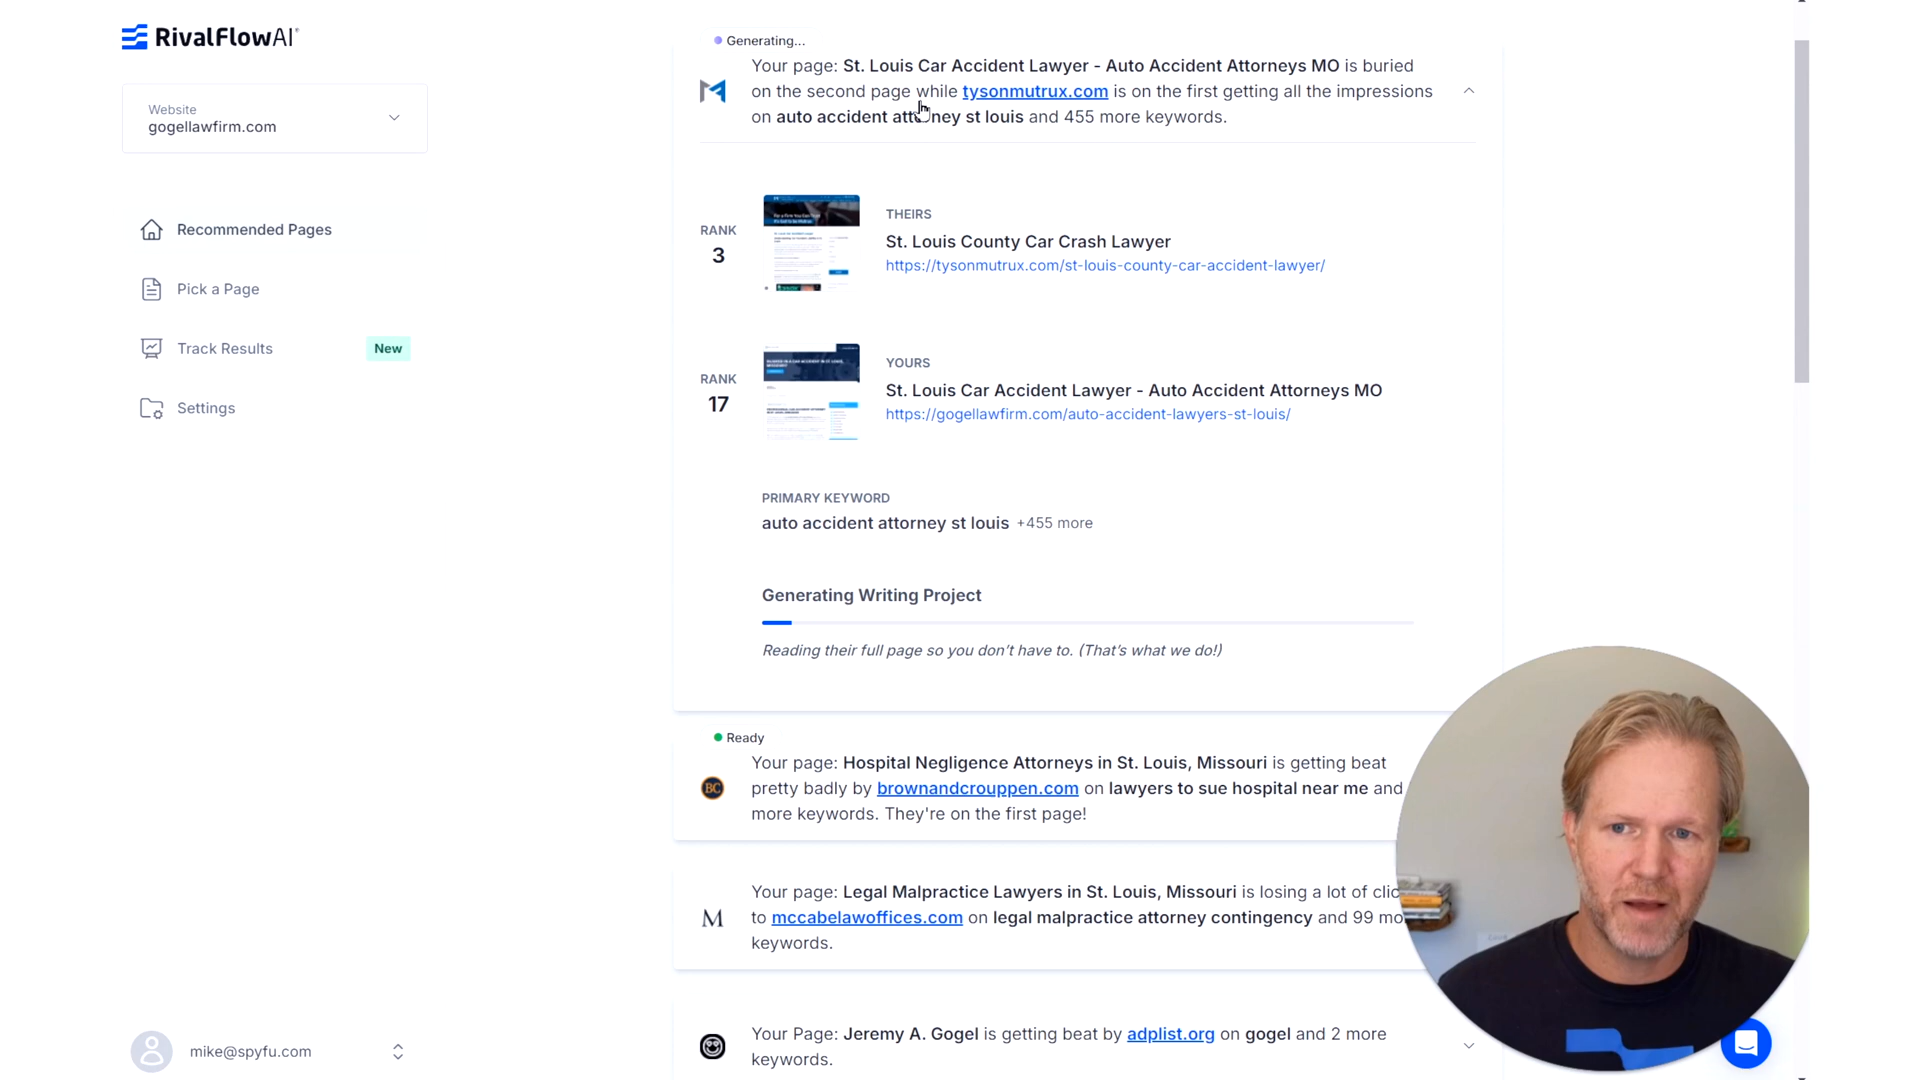 RivalFlowAI
Website
gogellawfirm.com
Recommended Pages
Pick a Page
Track Results
New
Settings
mike@spyfu.com
Generating...
Your page: St. Louis Car Accident Lawyer - Auto Accident Attorneys MO is buried
on the second page while tysonmutrux.com is on the first getting all the impressions
on auto accident attorney st louis and 455 more keywords.
RANK
3
THEIRS
St. Louis County Car Crash Lawyer
https://tysonmutrux.com/st-louis-county-car-accident-lawyer/
RANK
17
YOURS
St. Louis Car Accident Lawyer - Auto Accident Attorneys MO
https://gogellawfirm.com/auto-accident-lawyers-st-louis/
PRIMARY KEYWORD
auto accident attorney st louis +455 more
Generating Writing Project
Reading their full page so you don't have to. (That's what we do!)
Ready
BC
Your page: Hospital Negligence Attorneys in St. Louis, Missouri is getting beat
pretty badly by brownandcrouppen.com on lawyers to sue hospital near me and
more keywords. They're on the first page!
M
Your page: Legal Malpractice Lawyers in St. Louis, Missouri is losing a lot of clic
to mccabelawoffices.com on legal malpractice attorney contingency and 99 mo
keywords.
Your Page: Jeremy A. Gogel is getting beat by adplist.org on gogel and 2 more
keywords.